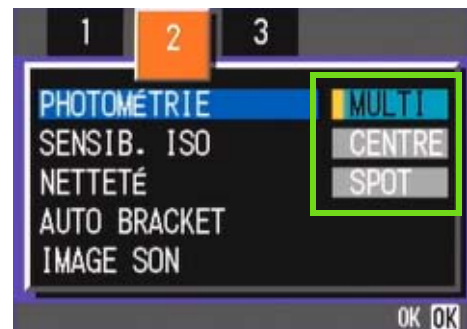 1 2 3
PHOTOMÉTRIE MULTI
SENSIB. ISO CENTRE
NETTETÉ SPOT
AUTO BRACKET
IMAGE SON
OK OK